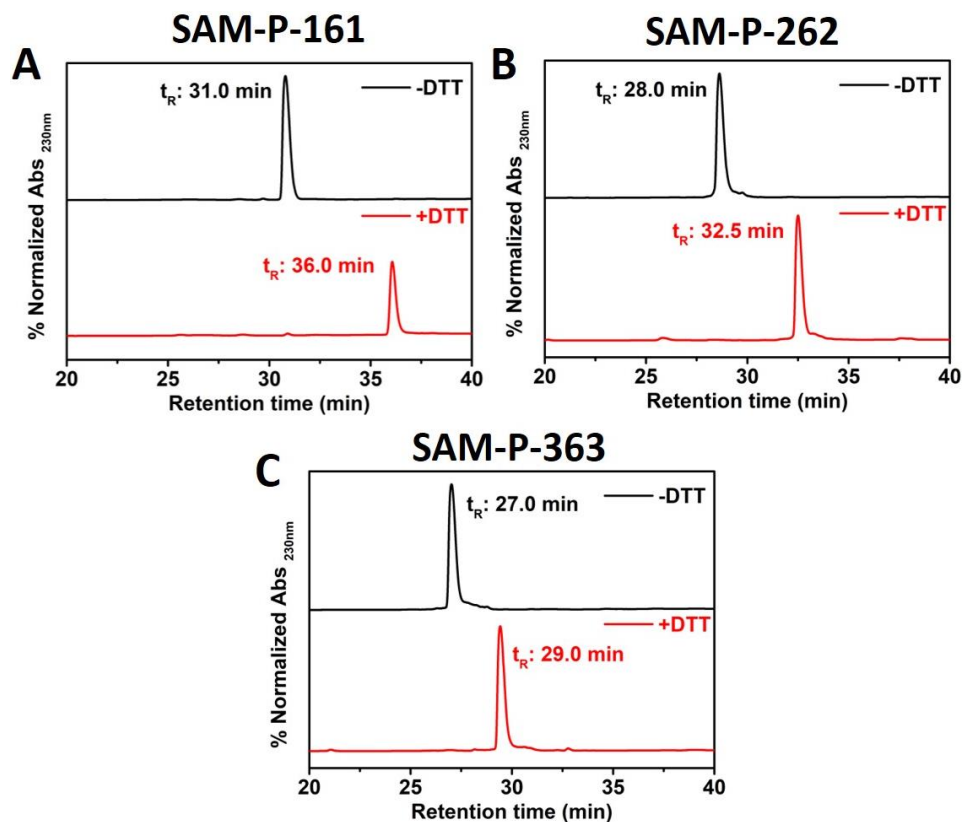 SAM-P-161
A
-DTT
tR: 31.0 min
+DTT
tR: 36.0 min
% Normalized Abs 230nm
20 25 30 35 40
Retention time (min)
SAM-P-262
B
-DTT
tR: 28.0 min
+DTT
tR: 32.5 min
% Normalized Abs 230nm
20 25 30 35 40
Retention time (min)
SAM-P-363
C
-DTT
tR: 27.0 min
+DTT
tR: 29.0 min
% Normalized Abs 230nm
20 25 30 35 40
Retention time (min)